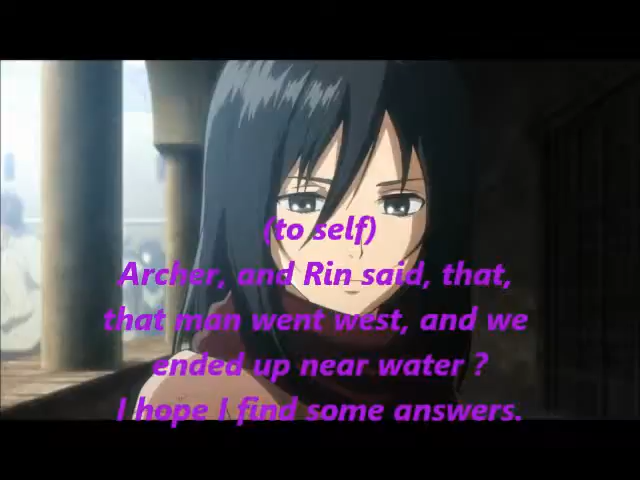 (to self)
Archer, and Rin said, that,
that man went west, and we
ended up near water ?
I hope I find some answers.